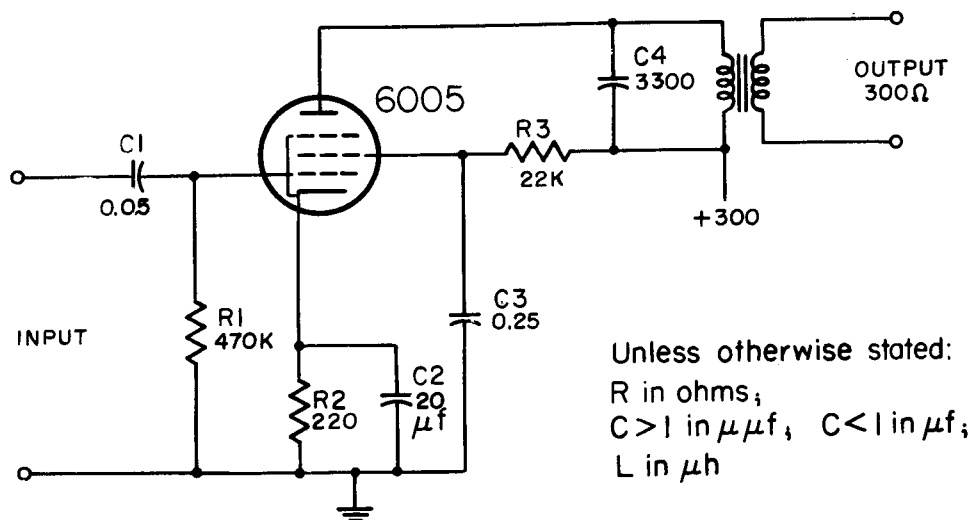 6005
C4
3300
OUTPUT
300Ω
R3
22K
C1
0.05
+300
C3
0.25
R1
470K
INPUT
C2
20
μf
R2
220
Unless otherwise stated:
R in ohms;
C>1 in μμf; C<1 in μf;
L in μh